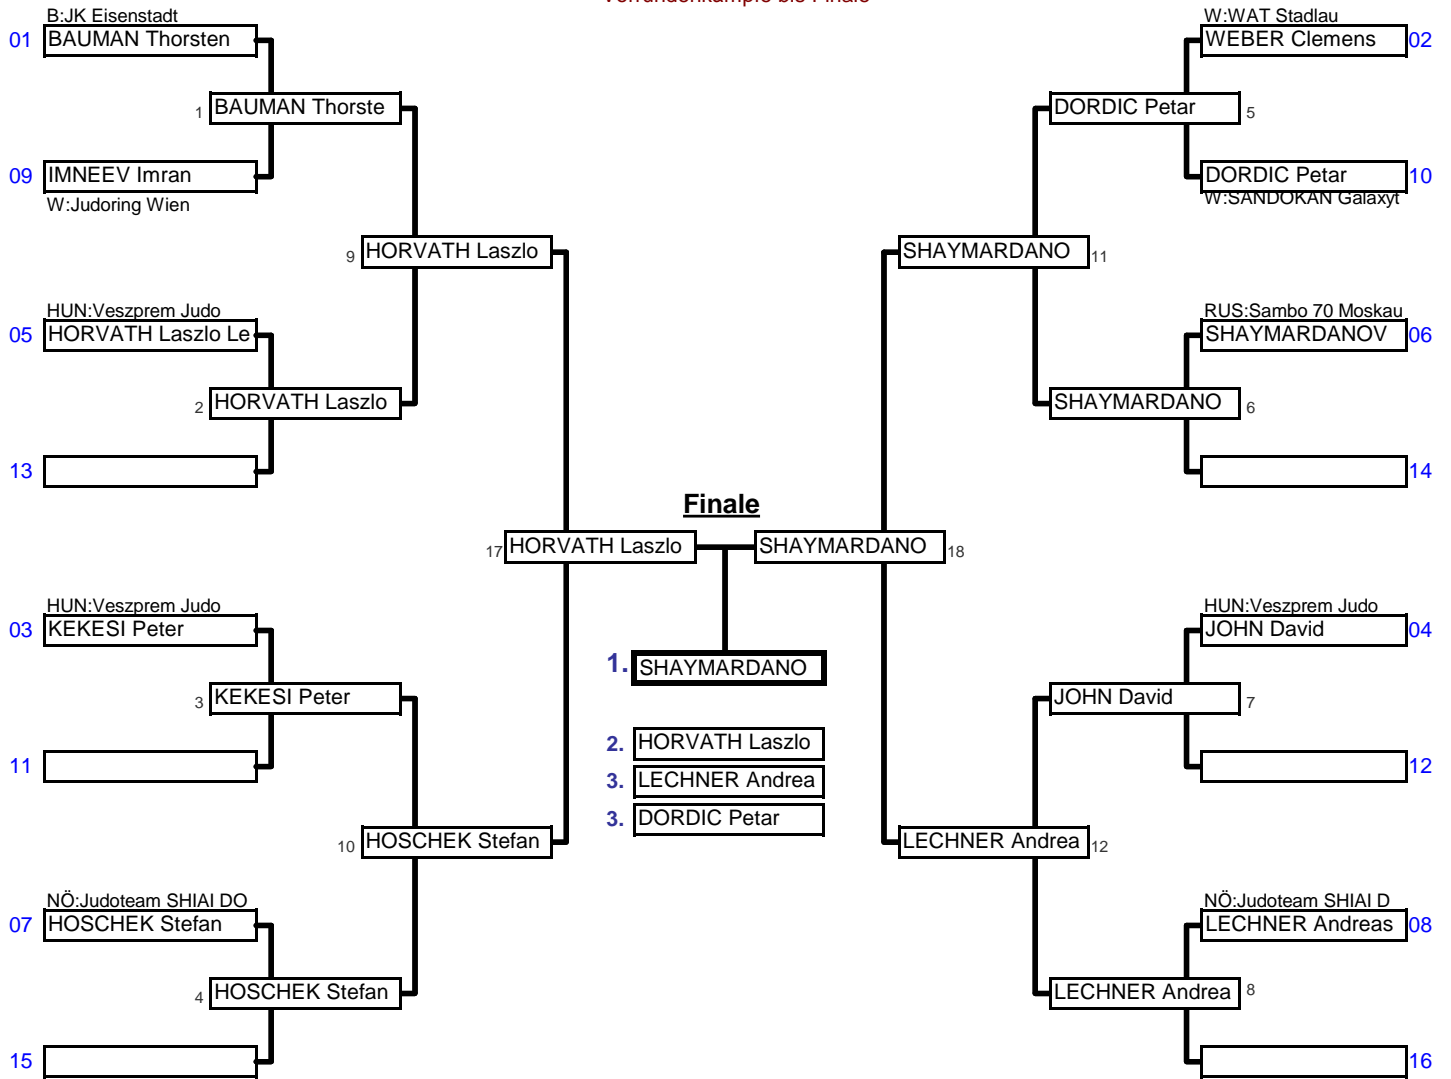 Vorrundenkämpfe bis Finale
B:JK Eisenstadt
01 BAUMAN Thorsten
1 BAUMAN Thorste
09 IMNEEV Imran
W:Judoring Wien
9 HORVATH Laszlo
HUN:Veszprem Judo
05 HORVATH Laszlo Le
2 HORVATH Laszlo
13
17 HORVATH Laszlo
HUN:Veszprem Judo
03 KEKESI Peter
3 KEKESI Peter
11
10 HOSCHEK Stefan
NÖ:Judoteam SHIAI DO
07 HOSCHEK Stefan
4 HOSCHEK Stefan
15
Finale
1. SHAYMARDANO
2. HORVATH Laszlo
3. LECHNER Andrea
3. DORDIC Petar
W:WAT Stadlau
WEBER Clemens 02
DORDIC Petar 5
DORDIC Petar 10
W:SANDOKAN Galaxyt
SHAYMARDANO 11
RUS:Sambo 70 Moskau
SHAYMARDANOV 06
SHAYMARDANO 6
14
SHAYMARDANO 18
HUN:Veszprem Judo
JOHN David 04
JOHN David 7
12
LECHNER Andrea 12
NÖ:Judoteam SHIAI D
LECHNER Andreas 08
LECHNER Andrea 8
16